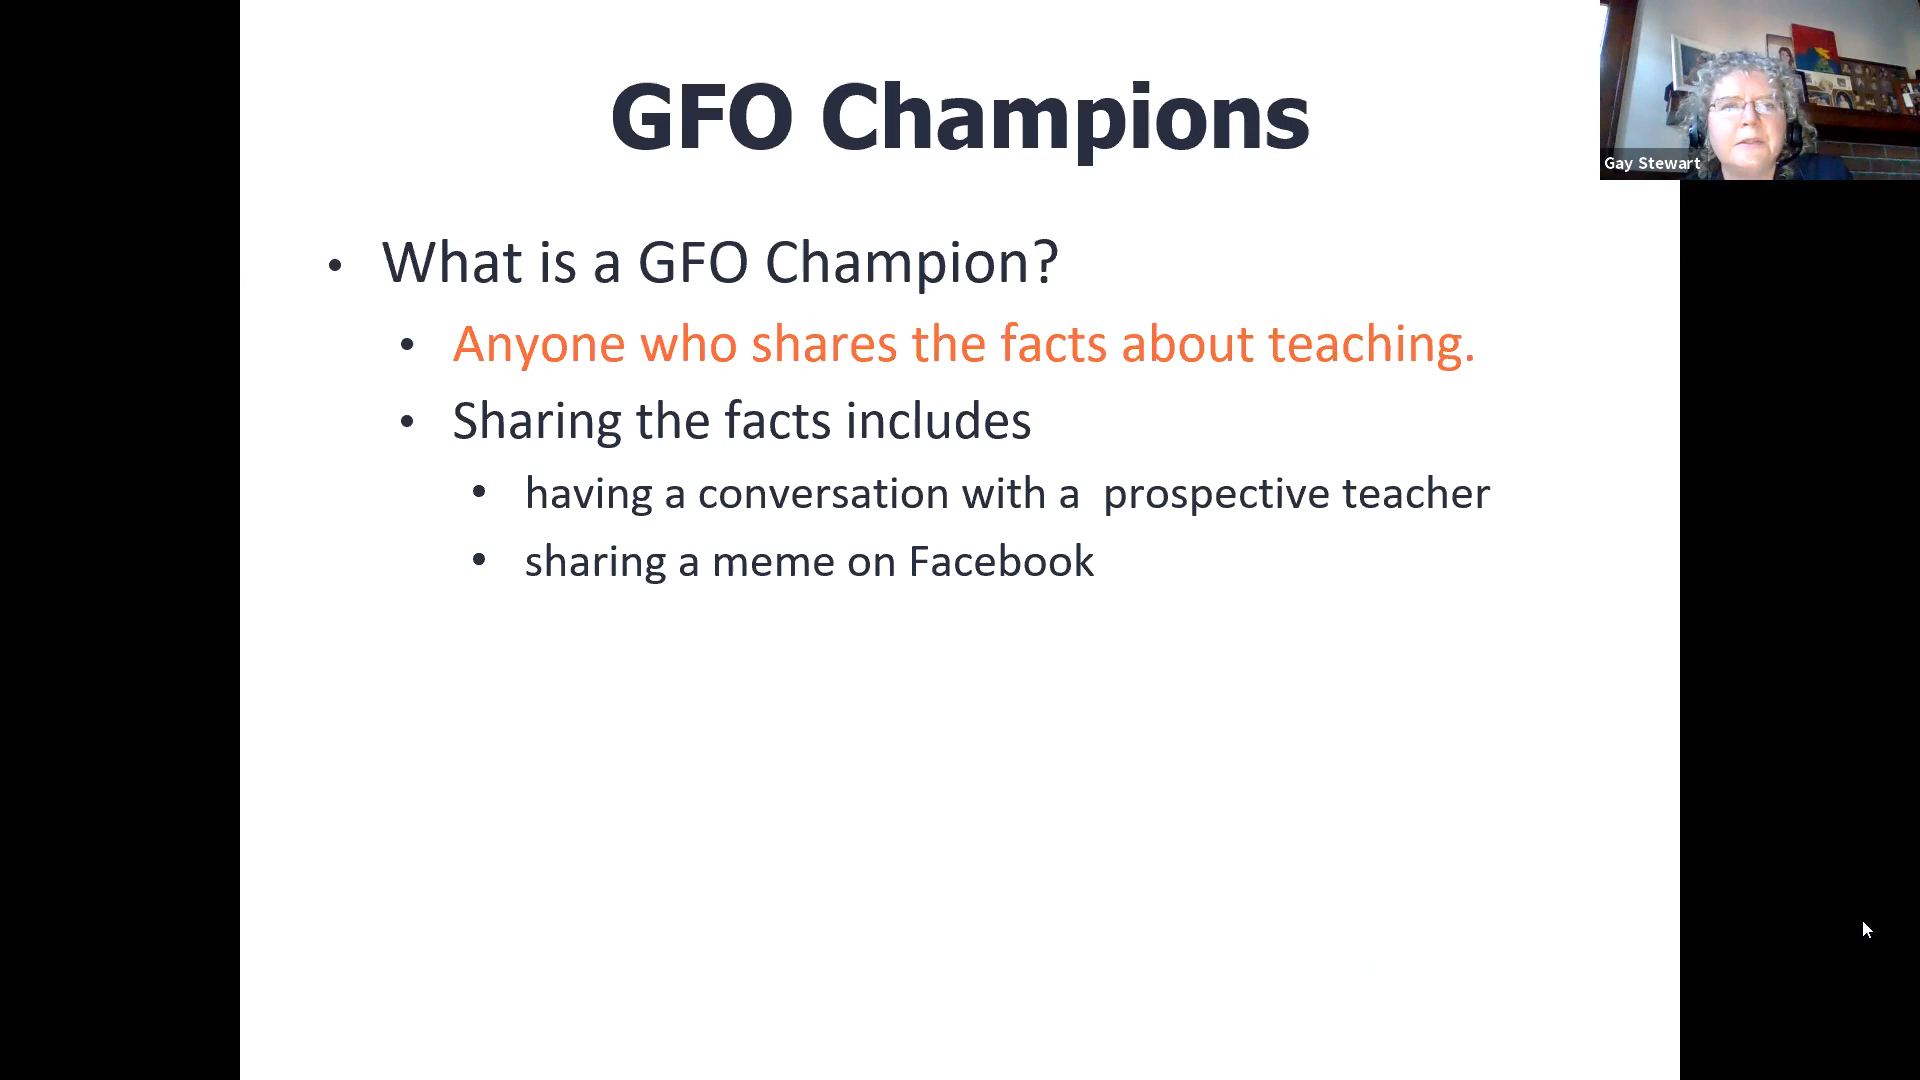 GFO Champions
Gay Stewart
• What is a GFO Champion?
• Anyone who shares the facts about teaching.
• Sharing the facts includes
• having a conversation with a  prospective teacher
• sharing a meme on Facebook